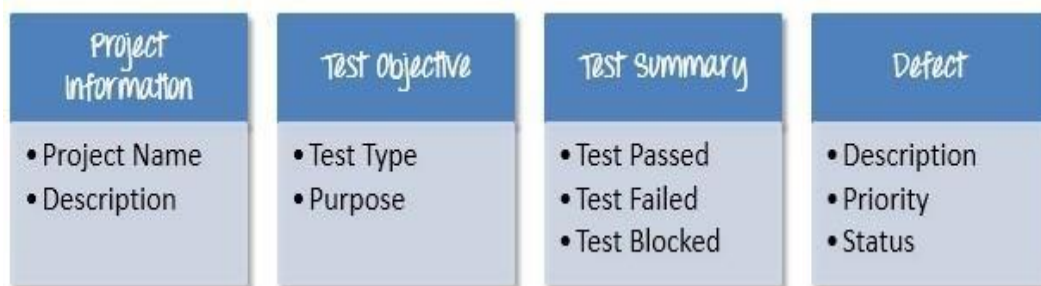 Project
Information
• Project Name
• Description
Test Objective
• Test Type
• Purpose
Test Summary
• Test Passed
• Test Failed
• Test Blocked
Defect
• Description
• Priority
• Status